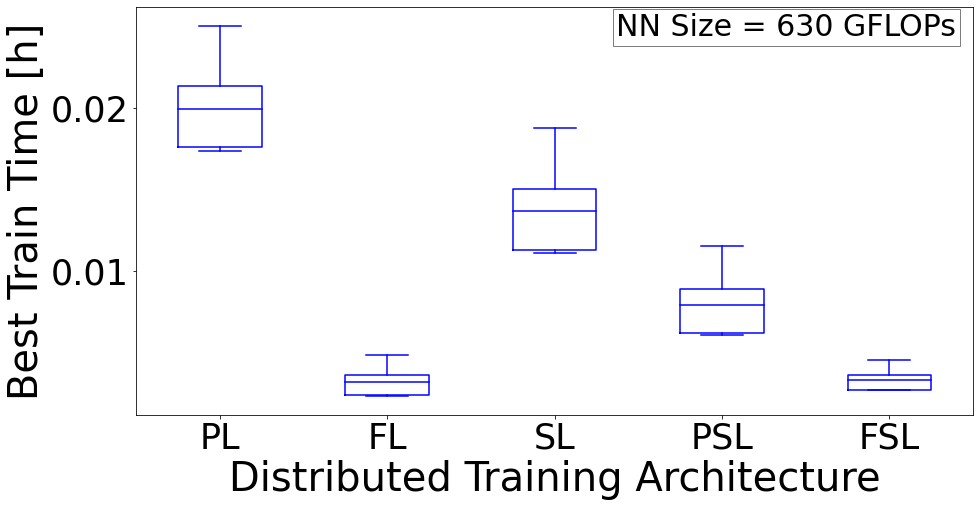 NN Size = 630 GFLOPs
Best Train Time [h]
0.02
0.01
PL FL SL PSL FSL
Distributed Training Architecture